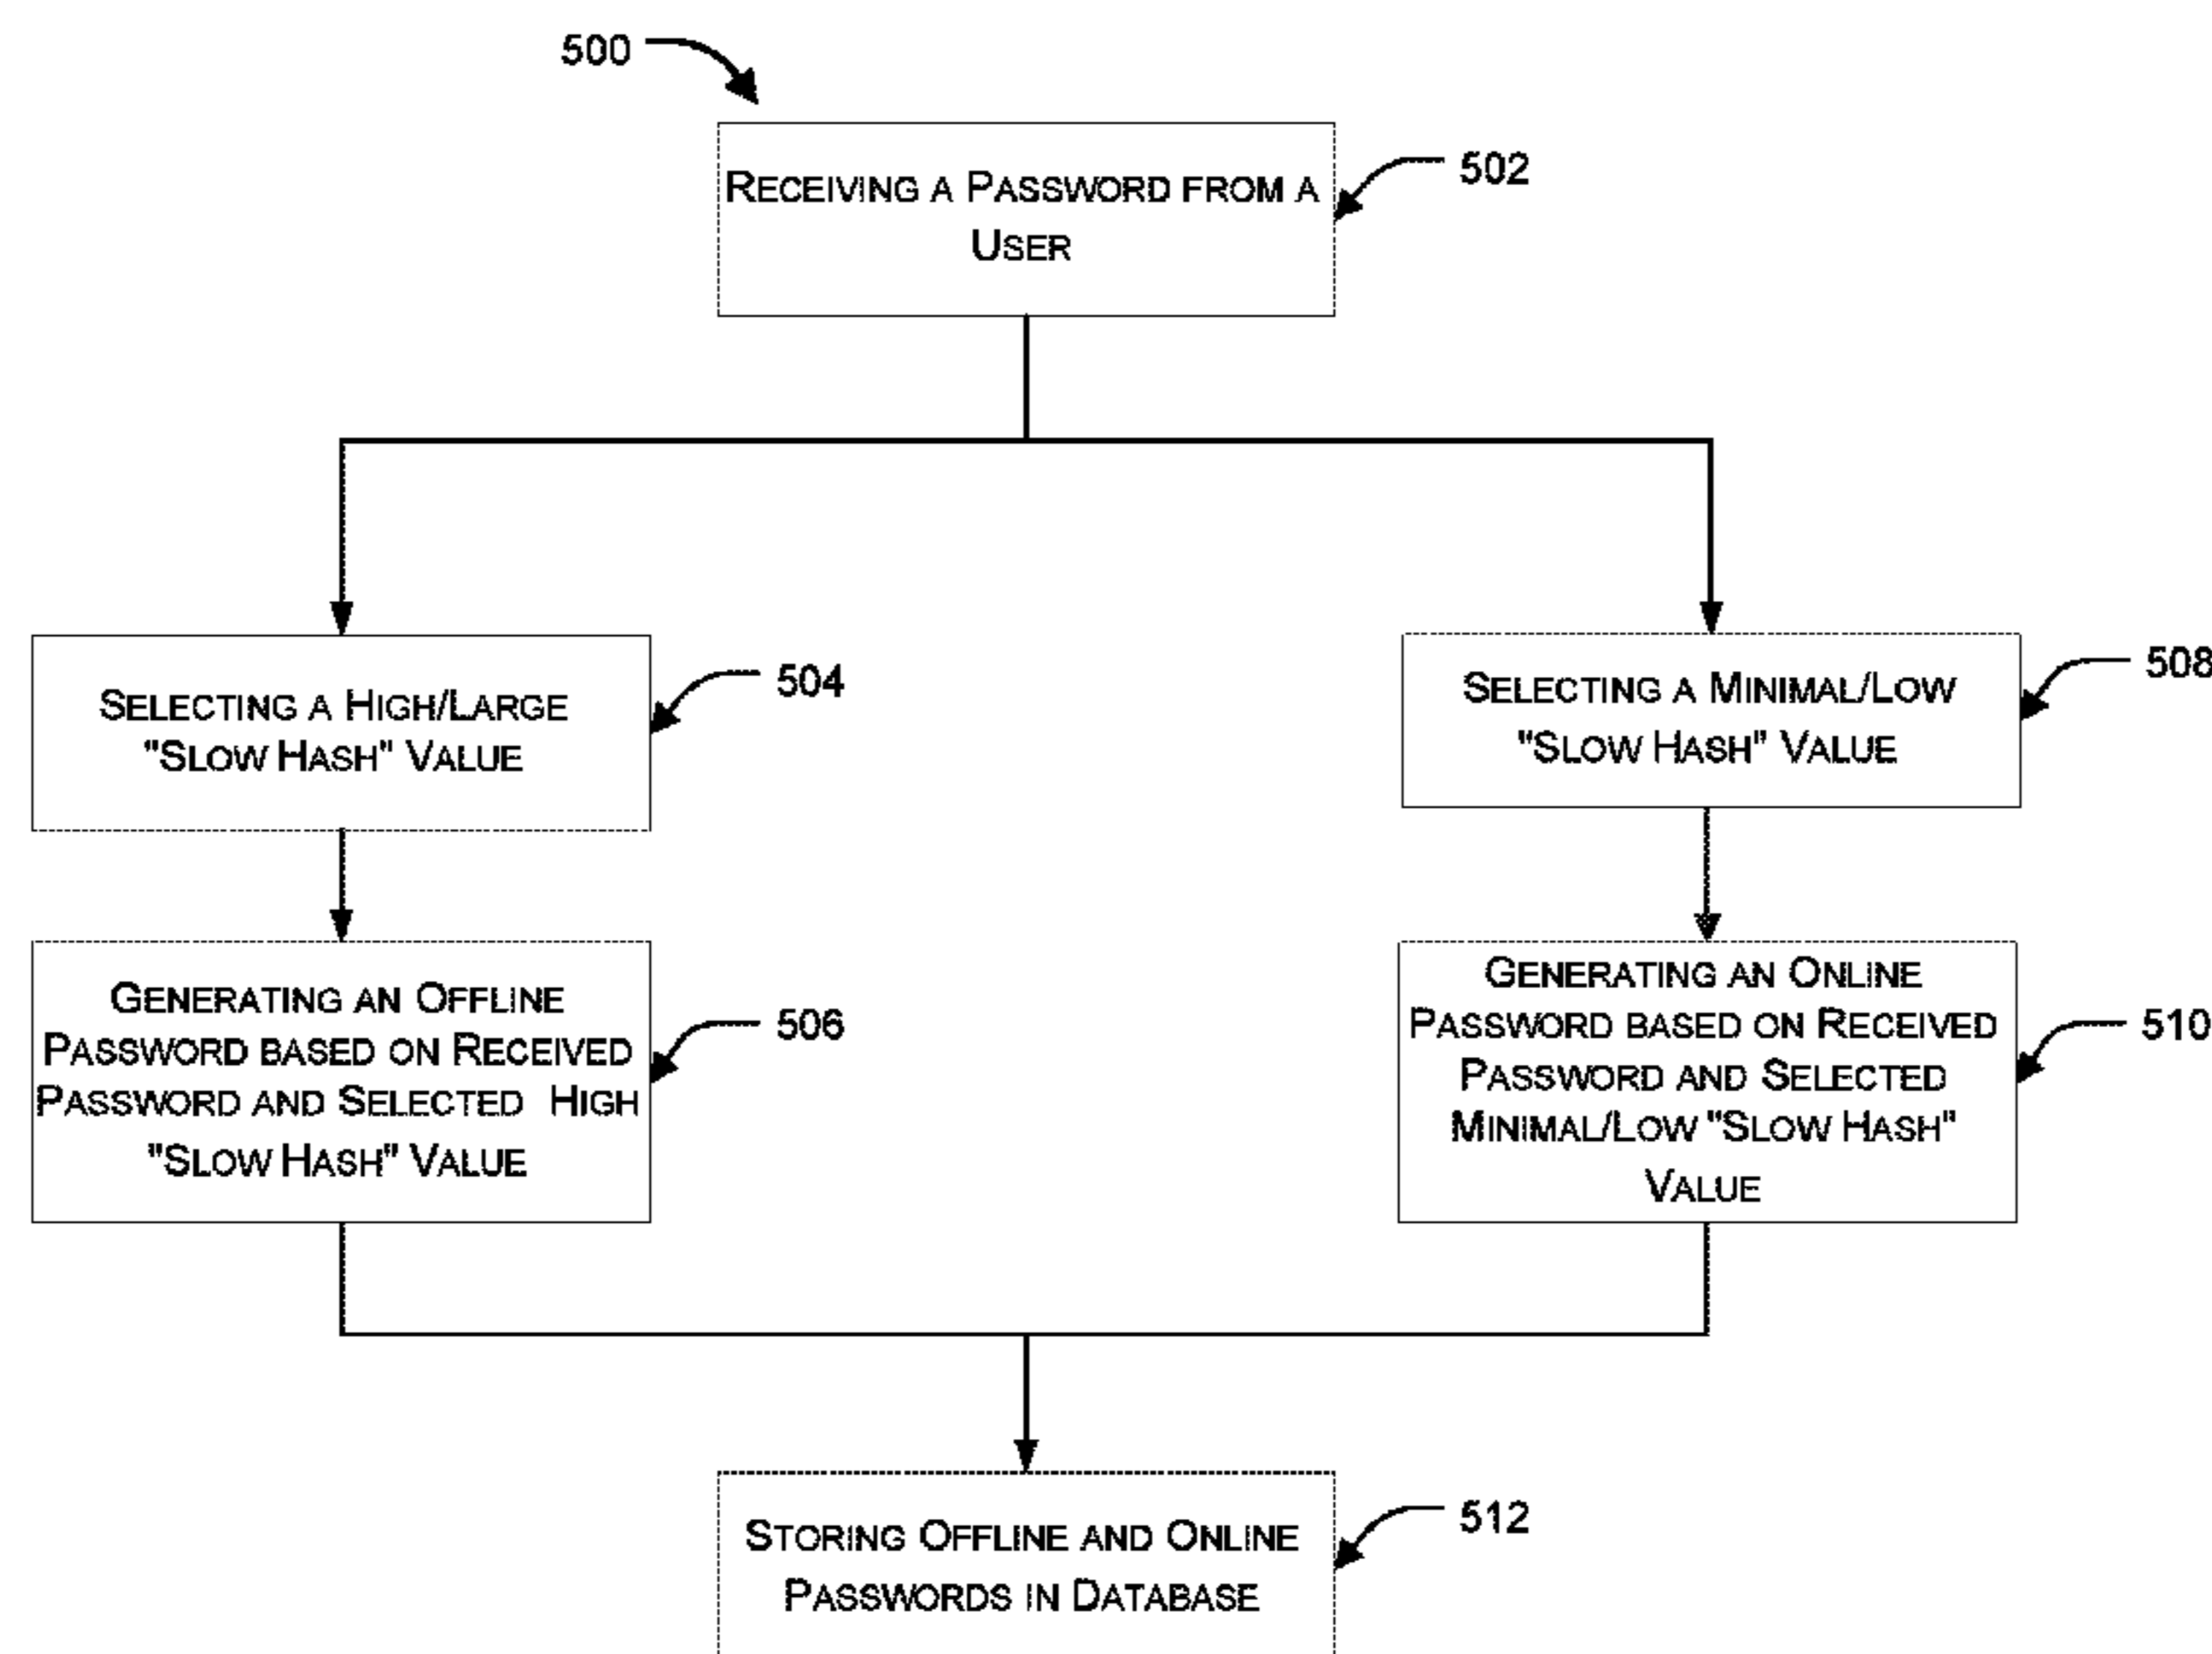 500
RECEIVING A PASSWORD FROM A
USER
502
SELECTING A HIGH/LARGE
"SLOW HASH" VALUE
504
SELECTING A MINIMAL/LOW
"SLOW HASH" VALUE
508
GENERATING AN OFFLINE
PASSWORD BASED ON RECEIVED
PASSWORD AND SELECTED HIGH
"SLOW HASH" VALUE
506
GENERATING AN ONLINE
PASSWORD BASED ON RECEIVED
PASSWORD AND SELECTED
MINIMAL/LOW "SLOW HASH"
VALUE
510
STORING OFFLINE AND ONLINE
PASSWORDS IN DATABASE
512